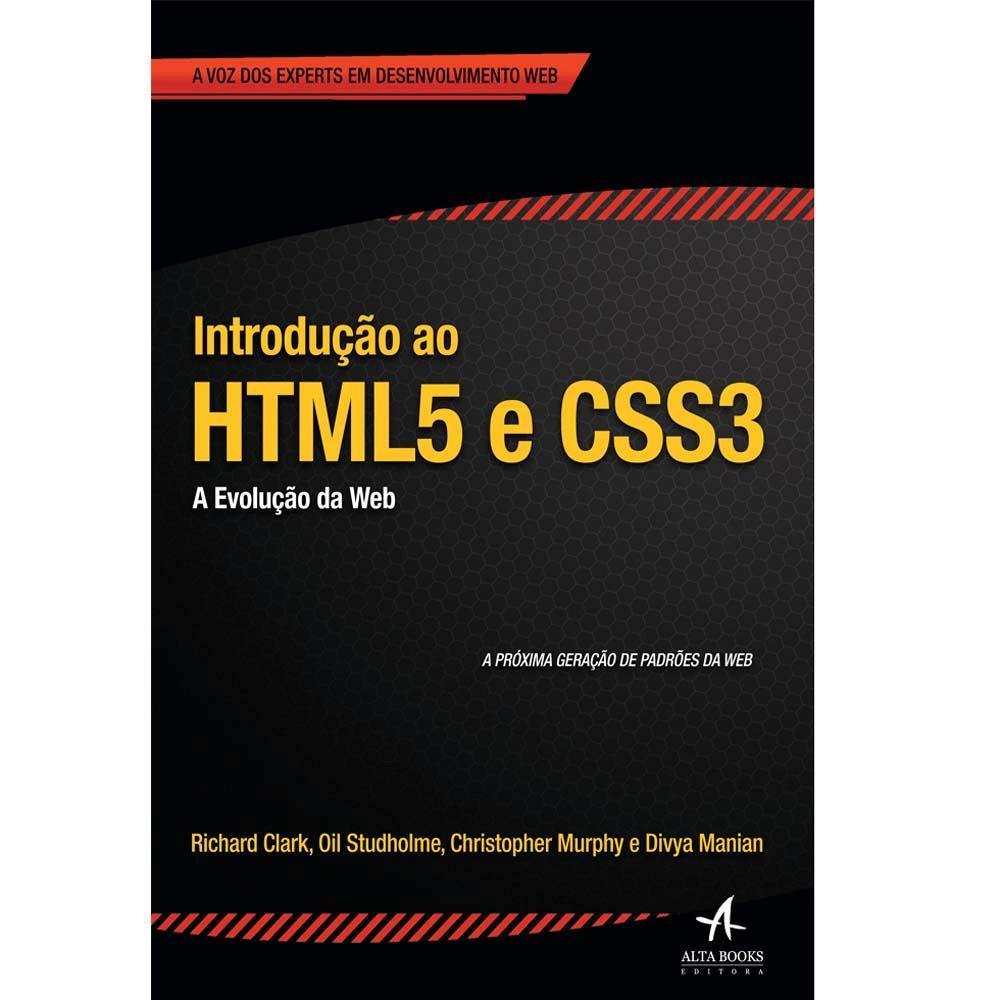 A VOZ DOS EXPERTS EM DESENVOLVIMENTO WEB
Introdução ao
HTML5 e CSS3
A Evolução da Web
A PRÓXIMA GERAÇÃO DE PADRÕES DA WEB
Richard Clark, Oil Studholme, Christopher Murphy e Divya Manian
ALTA BOOKS
EDITORA